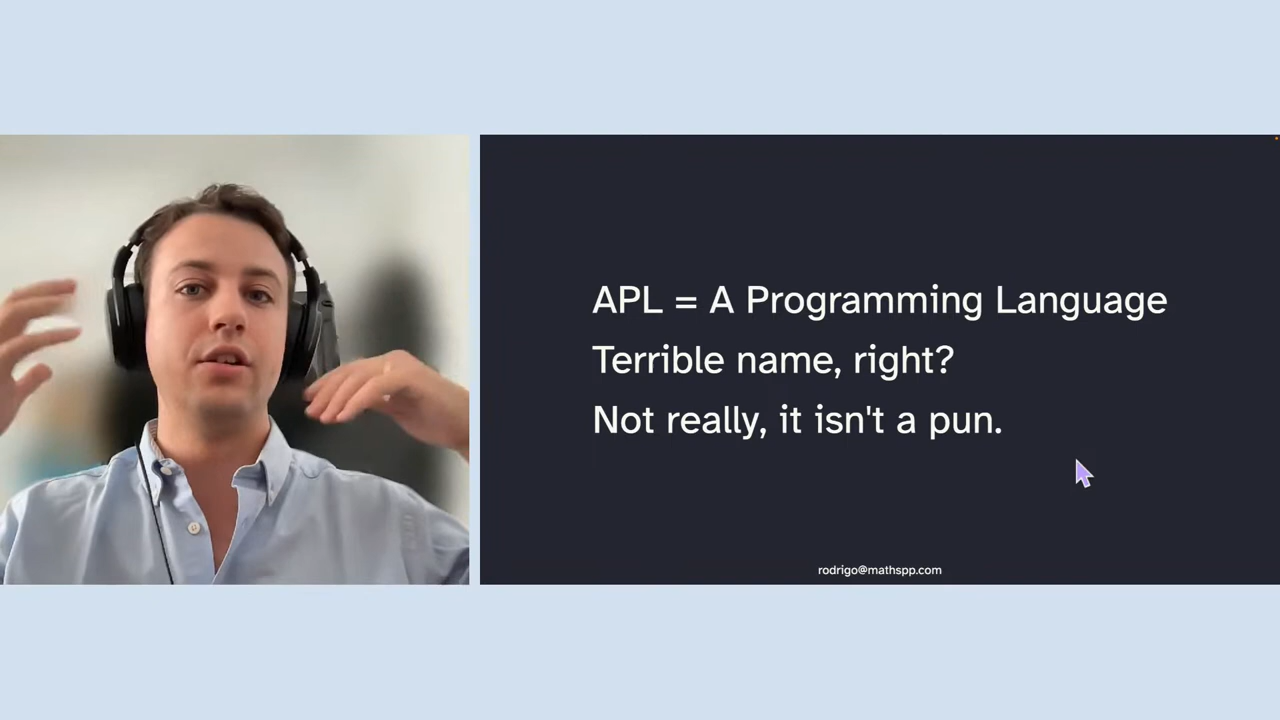 APL = A Programming Language
Terrible name, right?
Not really, it isn't a pun.
rodrigo@mathspp.com